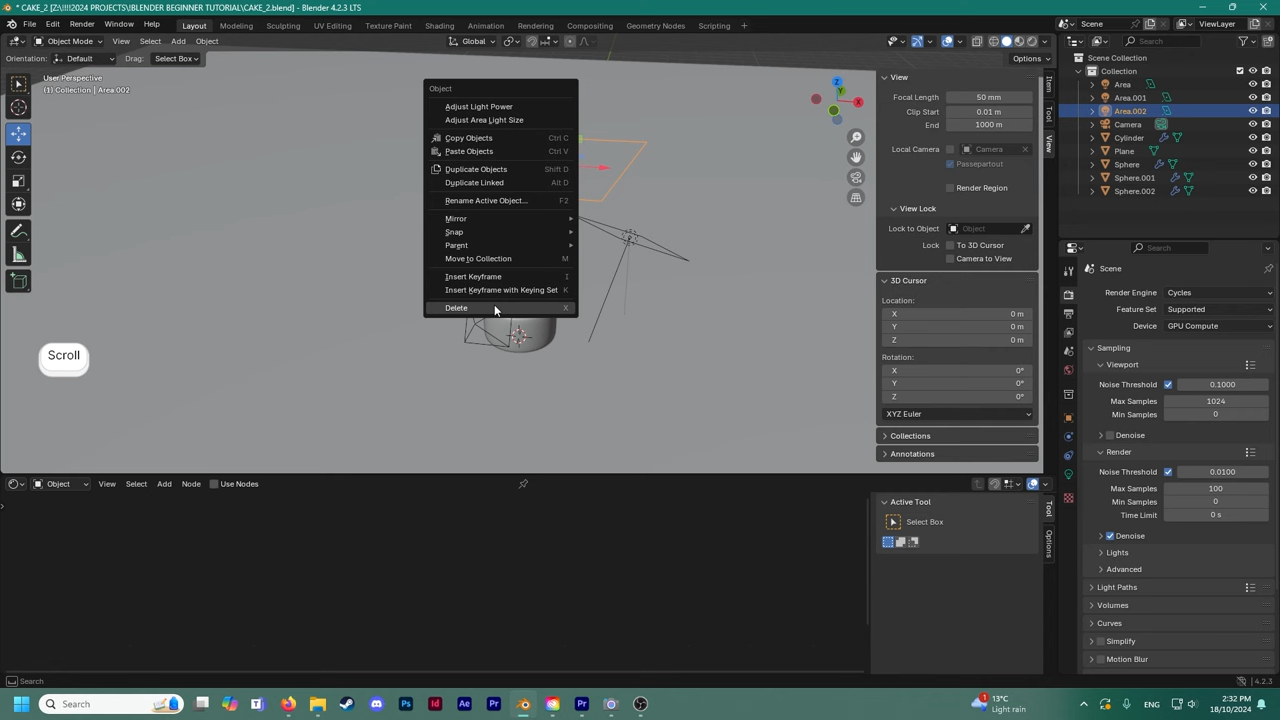 * CAKE_2 [Z:\!!!!2024 PROJECTS\!BLENDER BEGINNER TUTORIAL\CAKE_2.blend] - Blender 4.2.3 LTS
File Edit Render Window Help Layout Modeling Sculpting UV Editing Texture Paint Shading Animation Rendering Compositing Geometry Nodes Scripting + Scene ViewLayer
Object Mode View Select Add Object Global Search
Orientation: Default Drag: Select Box Options
User Perspective
(1) Collection | Area.002
Object
Adjust Light Power
Adjust Area Light Size
Copy Objects Ctrl C
Paste Objects Ctrl V
Duplicate Objects Shift D
Duplicate Linked Alt D
Rename Active Object... F2
Mirror
Snap
Parent
Move to Collection M
Insert Keyframe I
Insert Keyframe with Keying Set K
Delete X
Scroll
Z
Y
X
View
Focal Length 50 mm
Clip Start 0.01 m
End 1000 m
Local Camera Camera
Passepartout
Render Region
View Lock
Lock to Object Object
Lock To 3D Cursor
Camera to View
3D Cursor
Location:
X 0 m
Y 0 m
Z 0 m
Rotation:
X 0°
Y 0°
Z 0°
XYZ Euler
Collections
Annotations
Item
Tool
View
Scene Collection
Collection
Area
Area.001
Area.002
Camera
Cylinder
Plane
Sphere
Sphere.001
Sphere.002
Search
Scene
Render Engine Cycles
Feature Set Supported
Device GPU Compute
Sampling
Viewport
Noise Threshold 0.1000
Max Samples 1024
Min Samples 0
Denoise
Render
Noise Threshold 0.0100
Max Samples 100
Min Samples 0
Time Limit 0 s
Denoise
Lights
Advanced
Light Paths
Volumes
Curves
Simplify
Motion Blur
Object View Select Add Node Use Nodes
Active Tool
Select Box
Tool
Options
Search 4.2.3
Search 13°C Light rain ENG 2:32 PM 18/10/2024